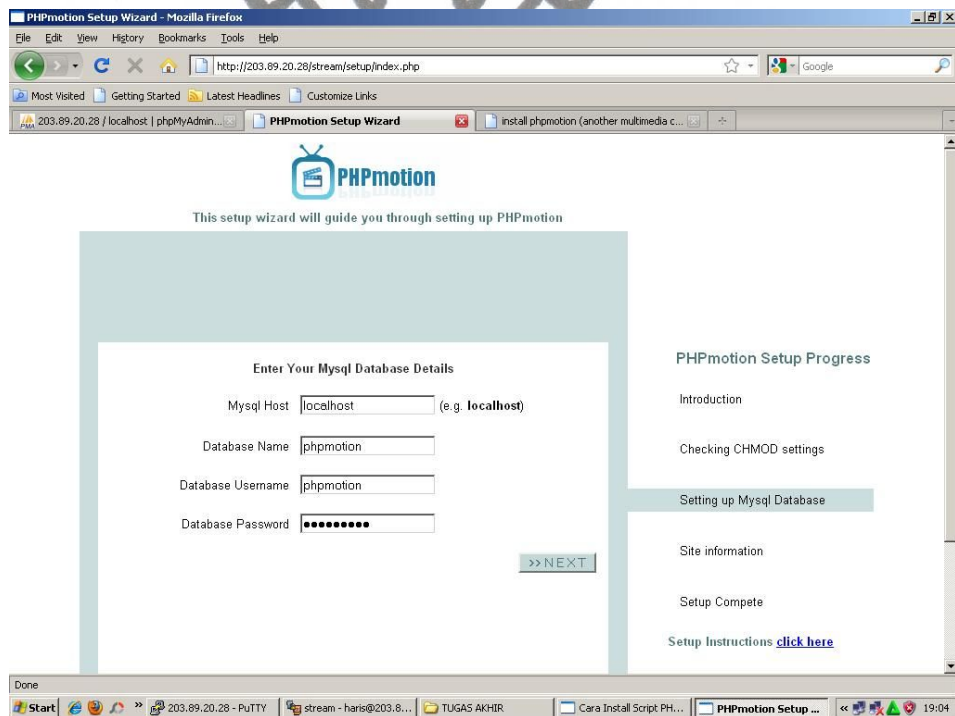 PHPmotion Setup Wizard - Mozilla Firefox
File Edit View History Bookmarks Tools Help
http://203.89.20.28/stream/setup/index.php
Google
Most Visited Getting Started Latest Headlines Customize Links
203.89.20.28 / localhost | phpMyAdmin...
PHPmotion Setup Wizard
install phpmotion (another multimedia c...
PHPmotion
This setup wizard will guide you through setting up PHPmotion
Enter Your Mysql Database Details
Mysql Host localhost (e.g. localhost)
Database Name phpmotion
Database Username phpmotion
Database Password
>>NEXT
PHPmotion Setup Progress
Introduction
Checking CHMOD settings
Setting up Mysql Database
Site information
Setup Compete
Setup Instructions click here
Done
Start » 203.89.20.28 - PuTTY stream - haris@203.8... TUGAS AKHIR Cara Install Script PH... PHPmotion Setup ... « 19:04